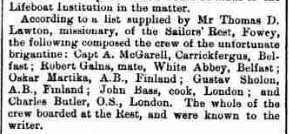 Lifeboat Institution in the matter.
According to a list supplied by Mr Thomas D.
Lawton, missionary, of the Sailors' Rest, Fowey,
the following composed the crew of the unfortunate
brigantine: Capt A. McGarell, Carrickfergus, Bel-
fast; Robert Galns, mate, White Abbey, Belfast;
Oskar Martika, A.B., Finland; Gustav Sholon,
A.B., Finland; John Bass, cook, London; and
Charles Butler, O.S., London. The whole of the
crew boarded at the Rest, and were known to the
writer.